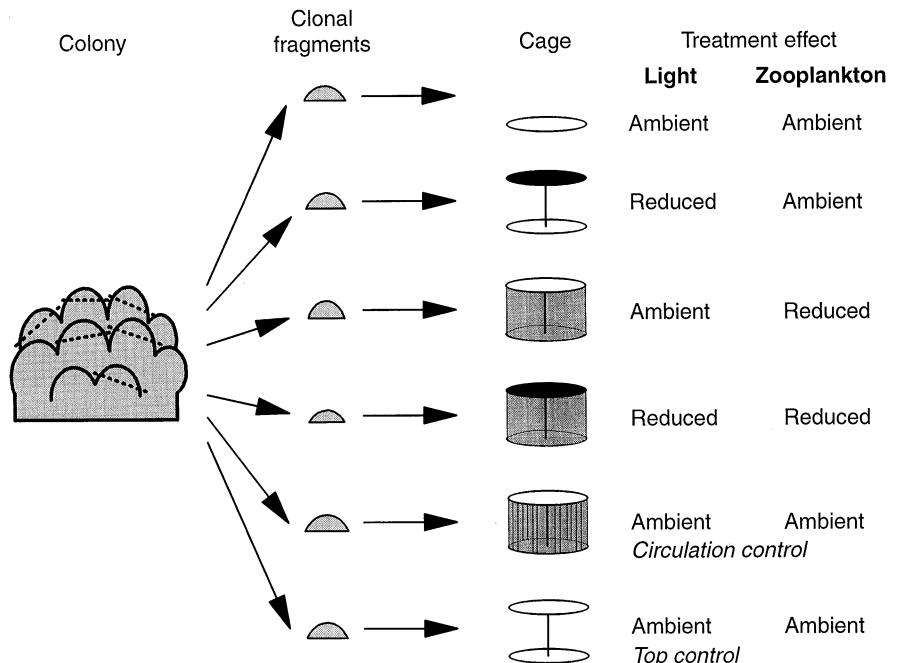 Colony
Clonal
fragments
Cage
Treatment effect
Light Zooplankton
Ambient Ambient
Reduced Ambient
Ambient Reduced
Reduced Reduced
Ambient Ambient
Circulation control
Ambient Ambient
Top control